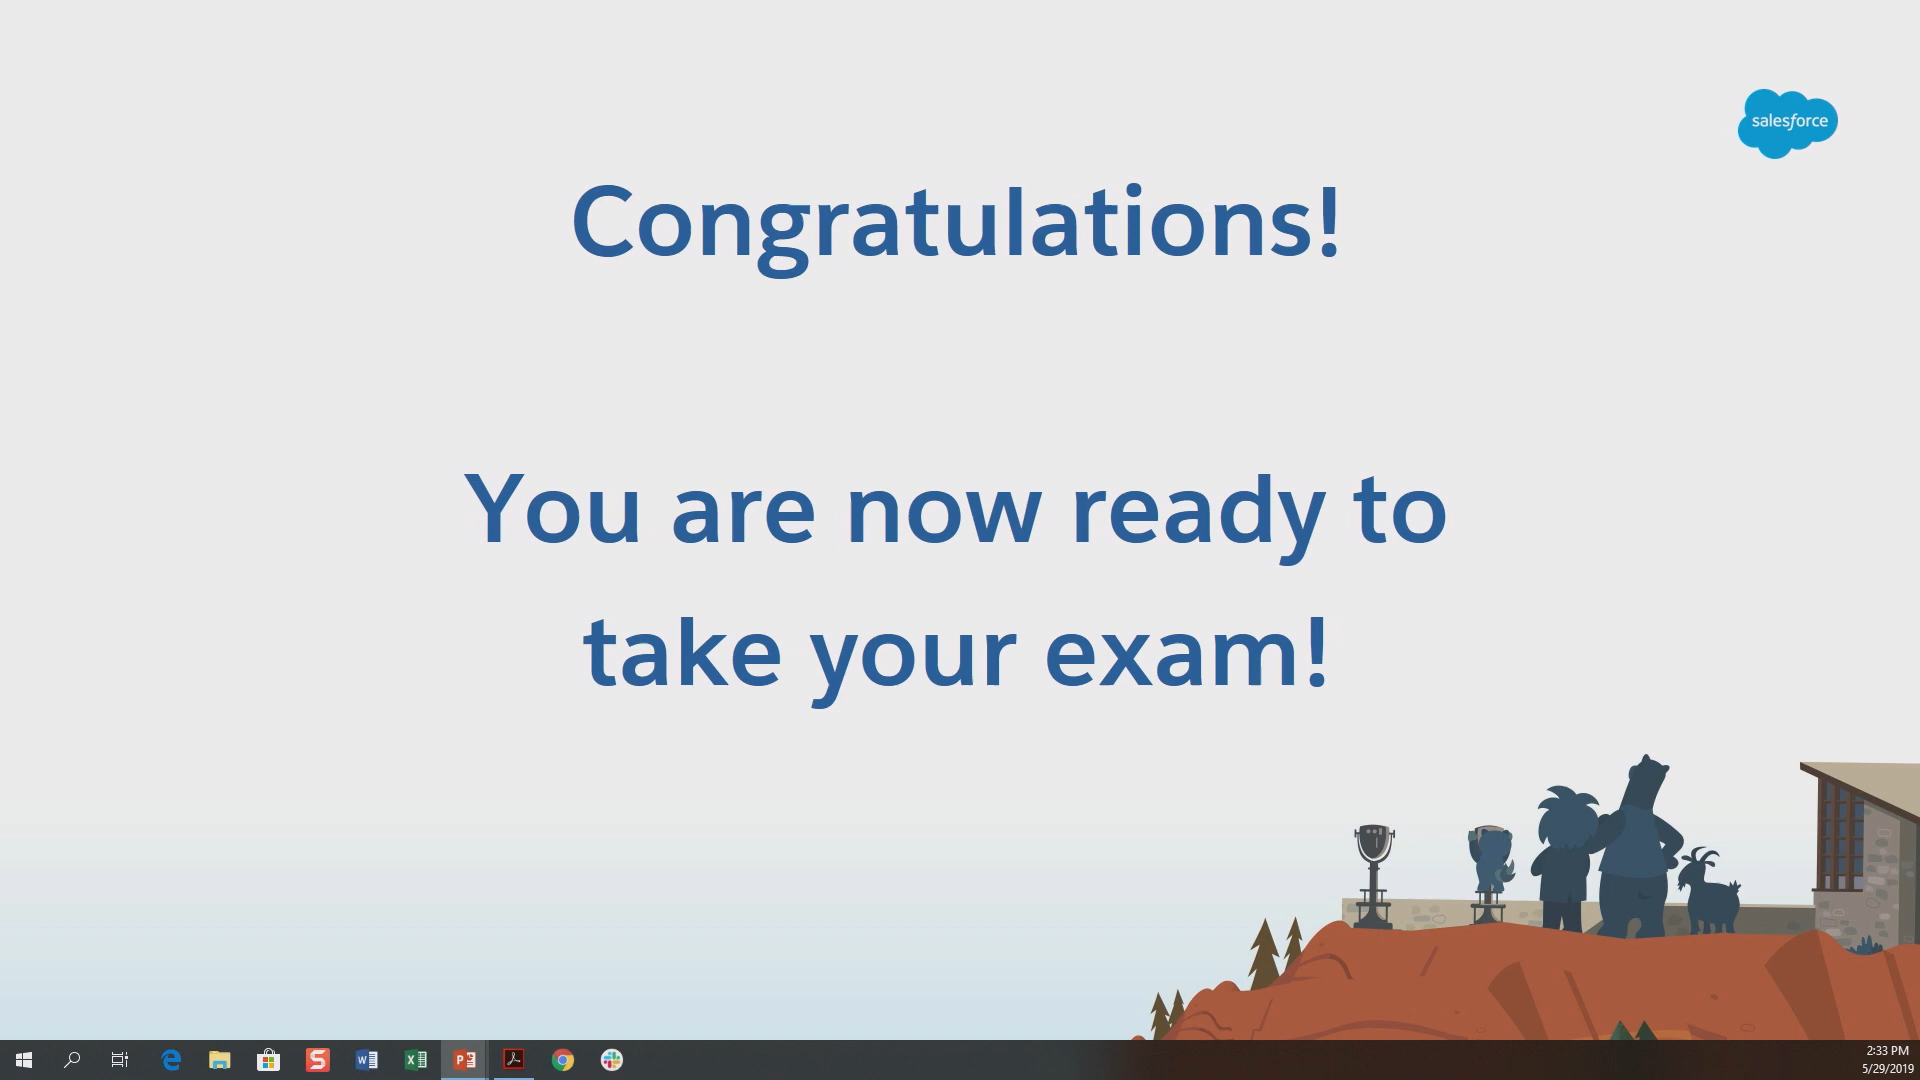 salesforce
Congratulations!
You are now ready to
take your exam!
2:33 PM
5/29/2019